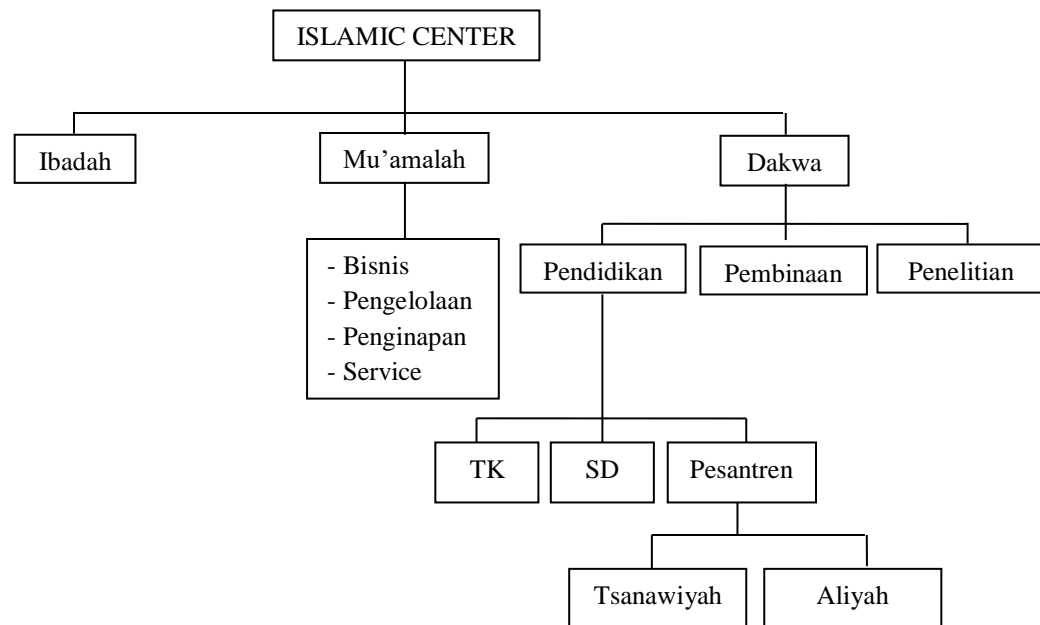 ISLAMIC CENTER
Ibadah
Mu’amalah
Dakwa
- Bisnis
- Pengelolaan
- Penginapan
- Service
Pendidikan
Pembinaan
Penelitian
TK
SD
Pesantren
Tsanawiyah
Aliyah